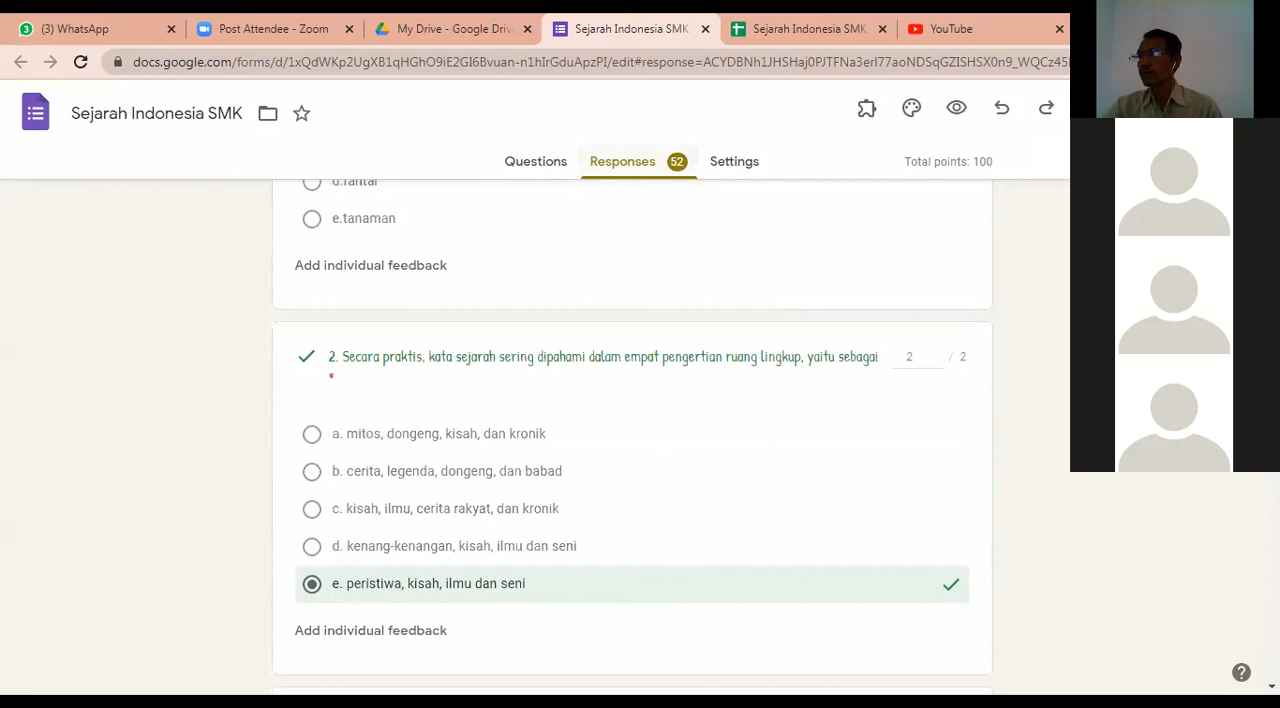 (3) WhatsApp
Post Attendee - Zoom
My Drive - Google Dri
Sejarah Indonesia SMK
Sejarah Indonesia SMK
YouTube
docs.google.com/forms/d/1xQdWKp2UgXB1qHGhO9iEz16Bvuan-n1hIrGduApzPI/edit#response=ACYDBNh1JHSHaj0PJTFNa3erl77aoNDSqGZISHSX0n9_WQCz45
Sejarah Indonesia SMK
Questions
Responses 52
Settings
Total points: 100
e.tanaman
Add individual feedback
2. Secara praktis, kata sejarah sering dipahami dalam empat pengertian ruang lingkup, yaitu sebagai
*
2 / 2
a. mitos, dongeng, kisah, dan kronik
b. cerita, legenda, dongeng, dan babad
c. kisah, ilmu, cerita rakyat, dan kronik
d. kenang-kenangan, kisah, ilmu dan seni
e. peristiwa, kisah, ilmu dan seni
Add individual feedback